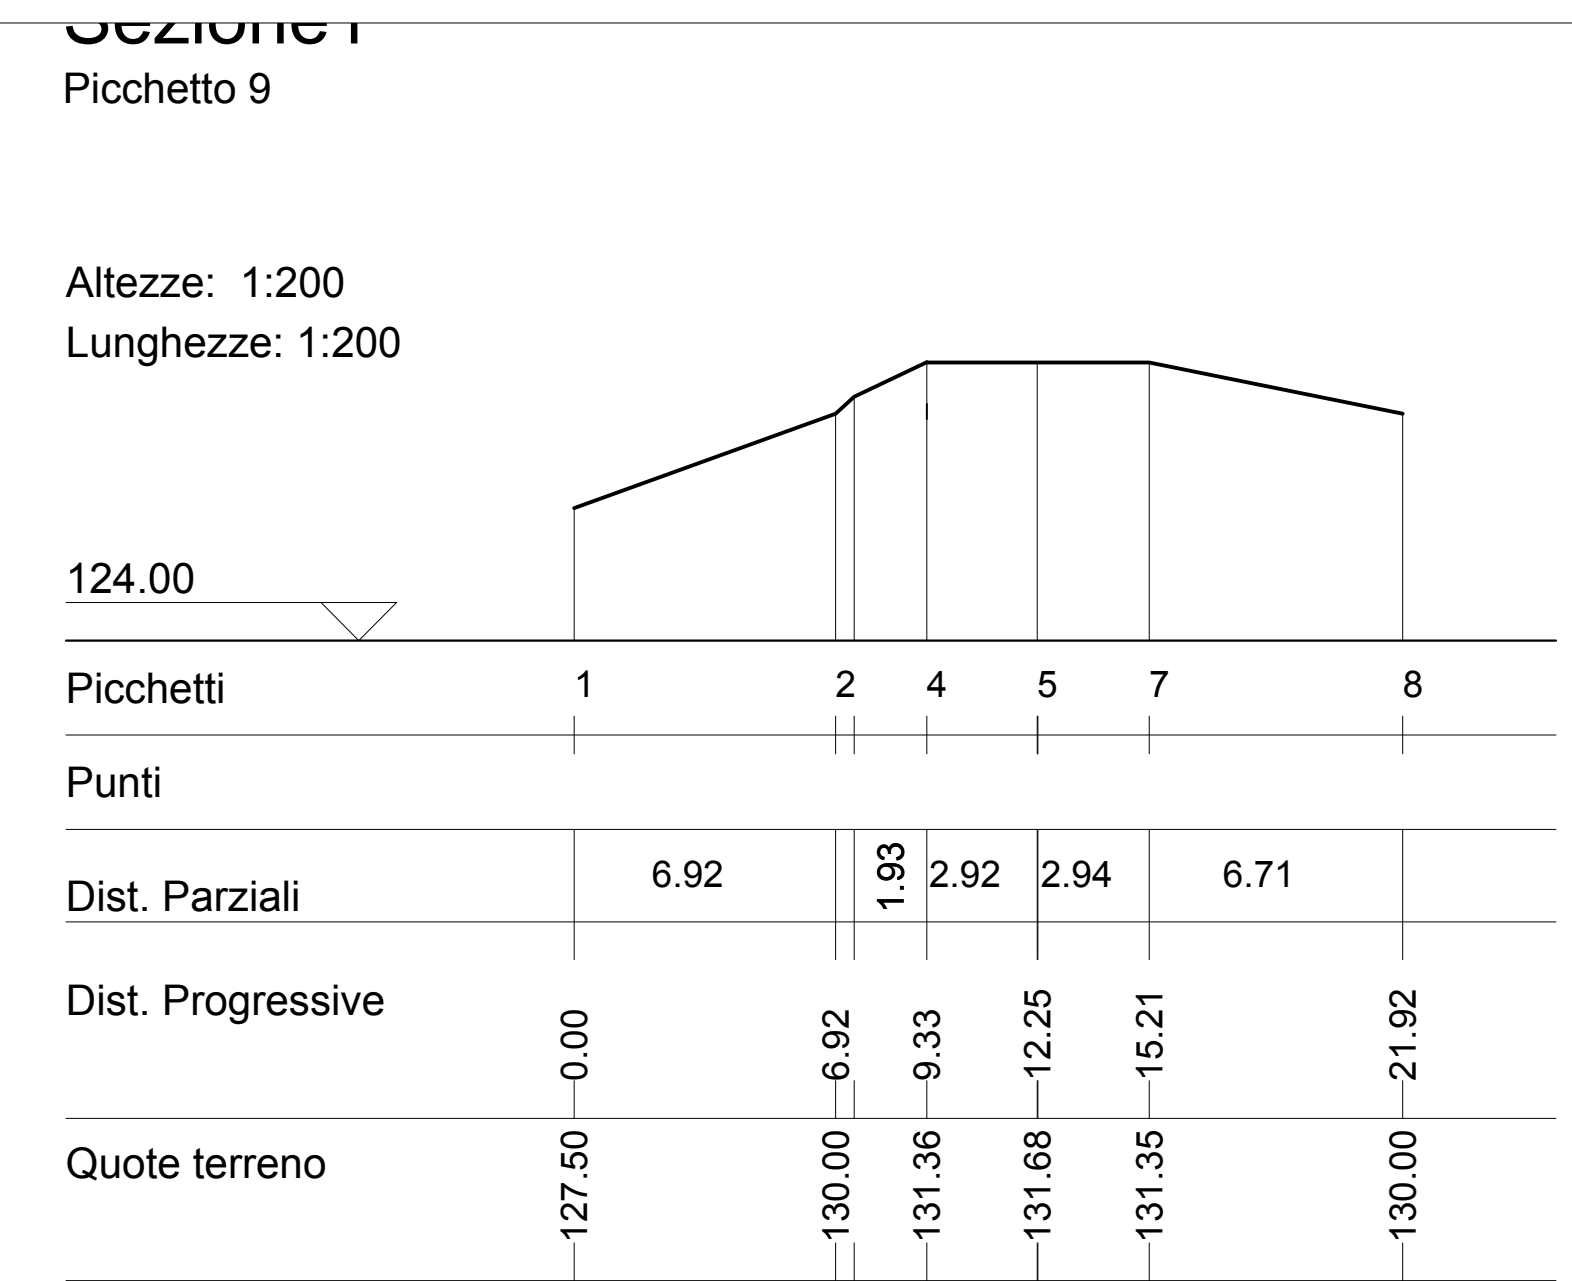 Sezione
Picchetto 9
Altezze: 1:200
Lunghezze: 1:200
124.00
Picchetti 1 2 4 5 7 8
Punti
Dist. Parziali 6.92 1.93 2.92 2.94 6.71
Dist. Progressive 0.00 6.92 9.33 12.25 15.21 21.92
Quote terreno 127.50 130.00 131.36 131.68 131.35 130.00